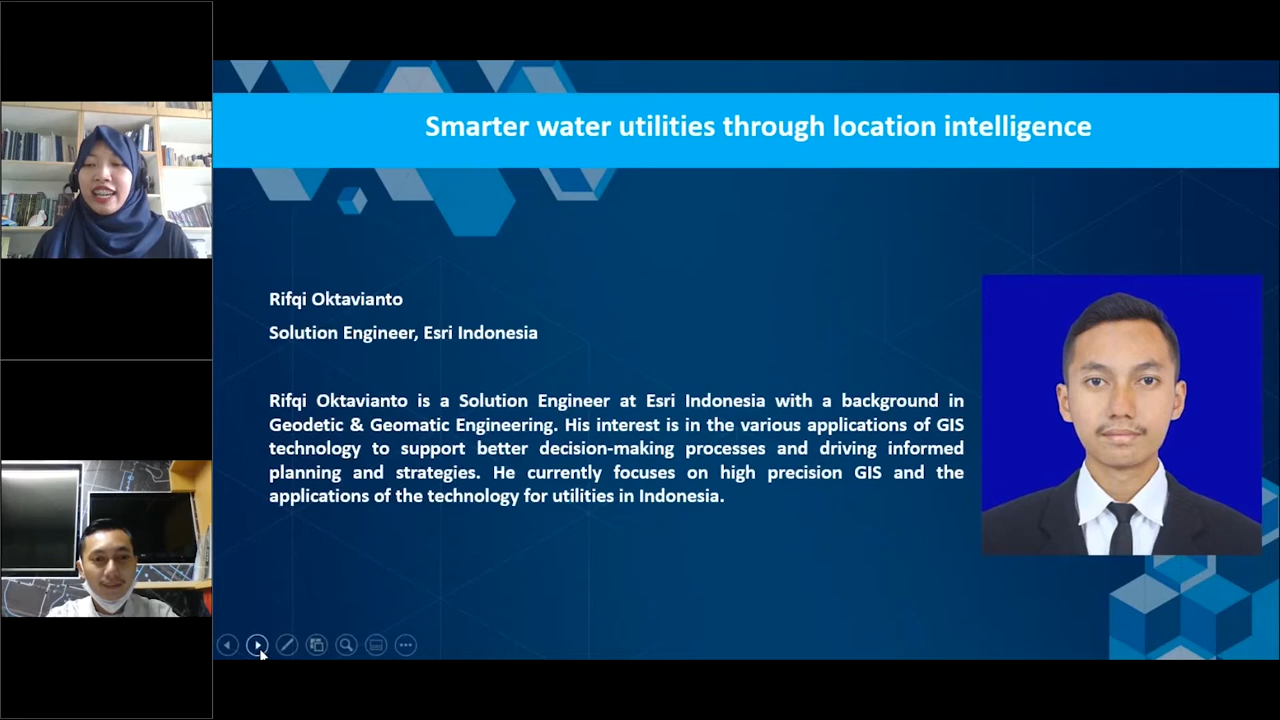 Smarter water utilities through location intelligence
Rifqi Oktavianto
Solution Engineer, Esri Indonesia
Rifqi Oktavianto is a Solution Engineer at Esri Indonesia with a background in
Geodetic & Geomatic Engineering. His interest is in the various applications of GIS
technology to support better decision-making processes and driving informed
planning and strategies. He currently focuses on high precision GIS and the
applications of the technology for utilities in Indonesia.